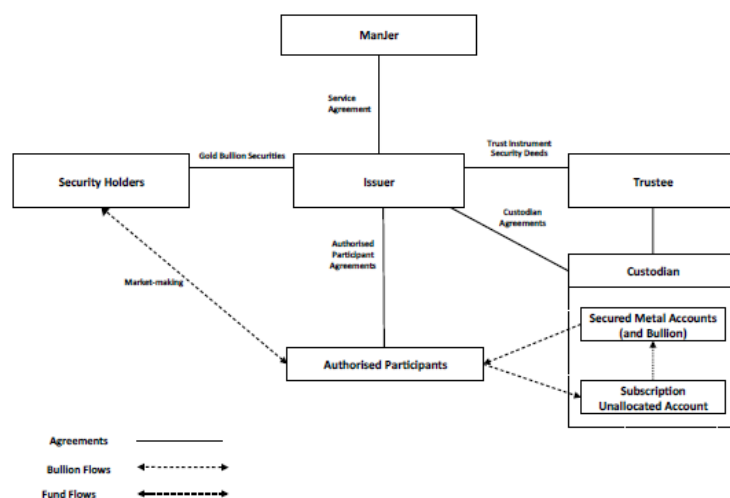 ManJer
Service
Agreement
Trust Instrument
Security Deeds
Gold Bullion Securities
Security Holders
Issuer
Trustee
Custodian
Agreements
Authorised
Participant
Agreements
Custodian
Market-making
Secured Metal Accounts
(and Bullion)
Authorised Participants
Subscription
Unallocated Account
Agreements
Bullion Flows
Fund Flows